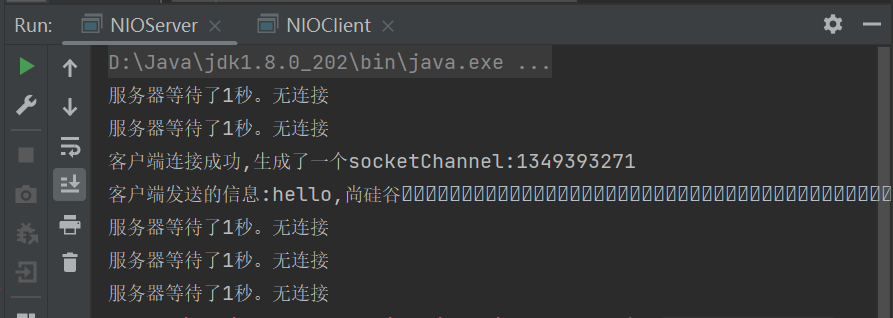 Run: NIOServer NIOClient
D:\Java\jdk1.8.0_202\bin\java.exe ...
服务器等待了1秒。无连接
服务器等待了1秒。无连接
客户端连接成功,生成了一个socketChannel:1349393271
客户端发送的信息:hello,尚硅谷
服务器等待了1秒。无连接
服务器等待了1秒。无连接
服务器等待了1秒。无连接